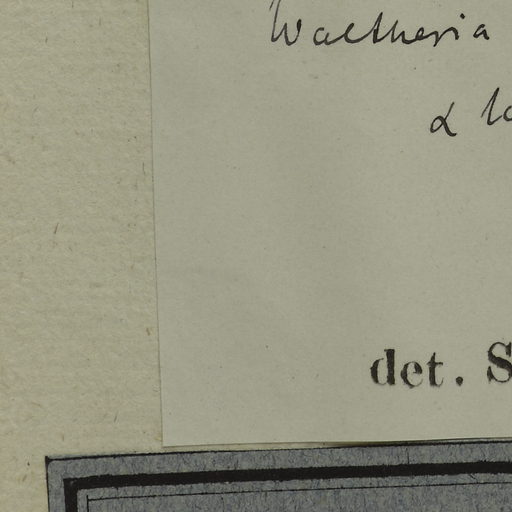 Waltheria
α
det. S